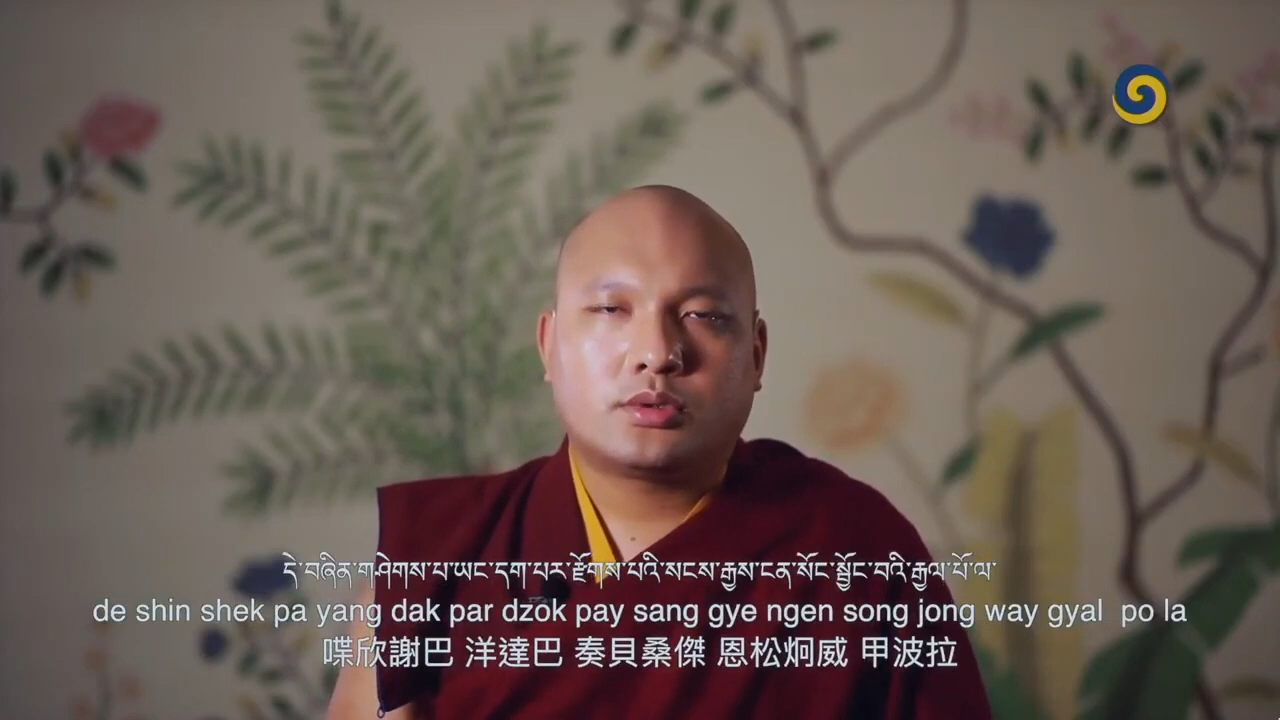 དེ་བཞིན་གཤེགས་པ་ཡང་དག་པར་རྫོགས་པའི་སངས་རྒྱས་ངན་སོང་སྦྱོང་བའི་རྒྱལ་པོ་ལ་
de shin shek pa yang dak par dzok pay sang gye ngen song jong way gyal po la
喋欣謝巴 洋達巴 奏貝桑傑 恩松炯威 甲波拉